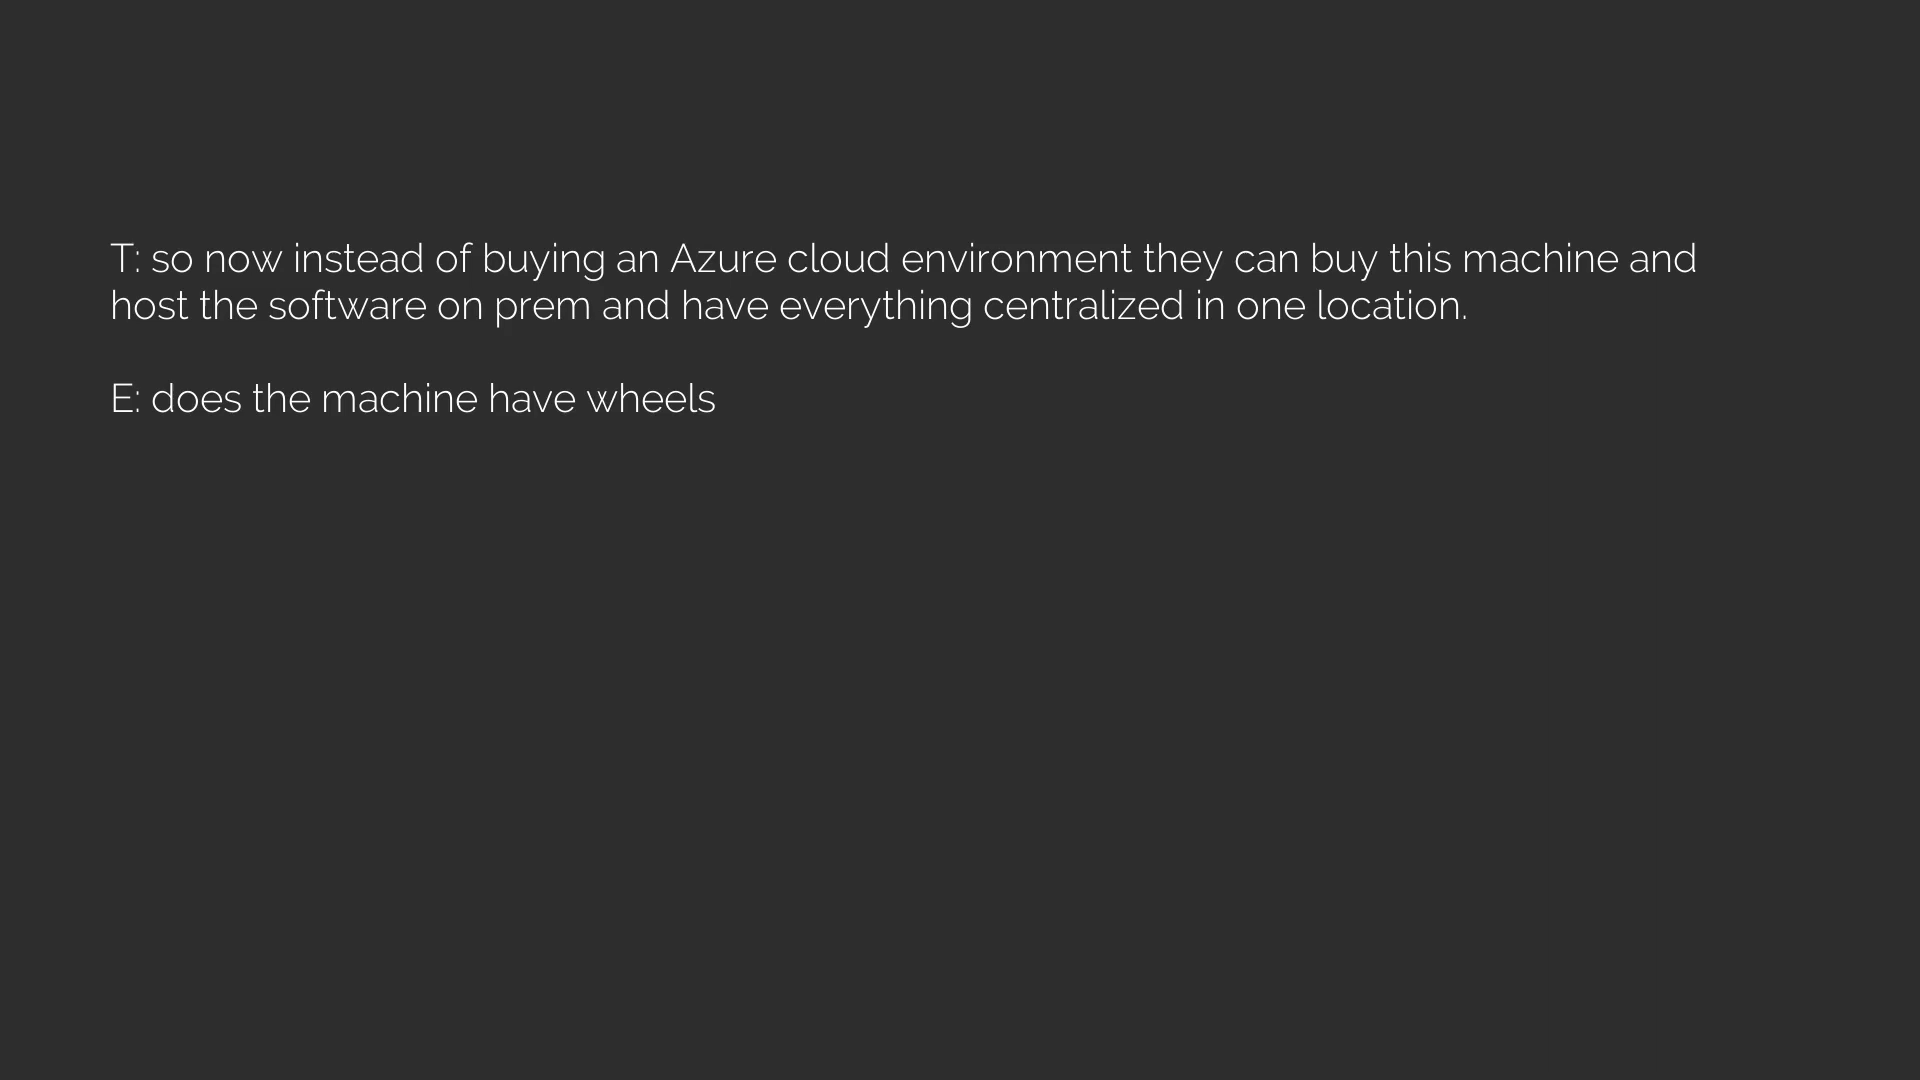 T: so now instead of buying an Azure cloud environment they can buy this machine and
host the software on prem and have everything centralized in one location.
E: does the machine have wheels